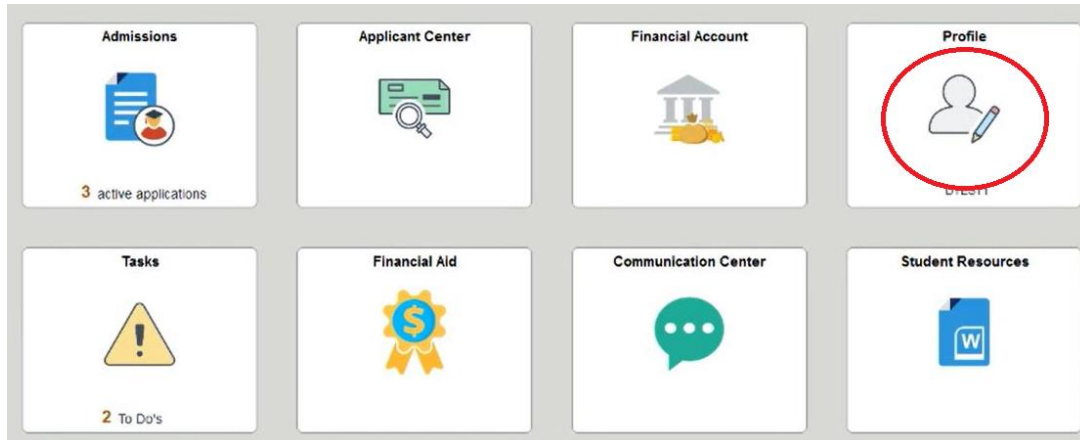 Admissions
Applicant Center
Financial Account
Profile
3 active applications
Tasks
Financial Aid
Communication Center
Student Resources
W
2 To Do's